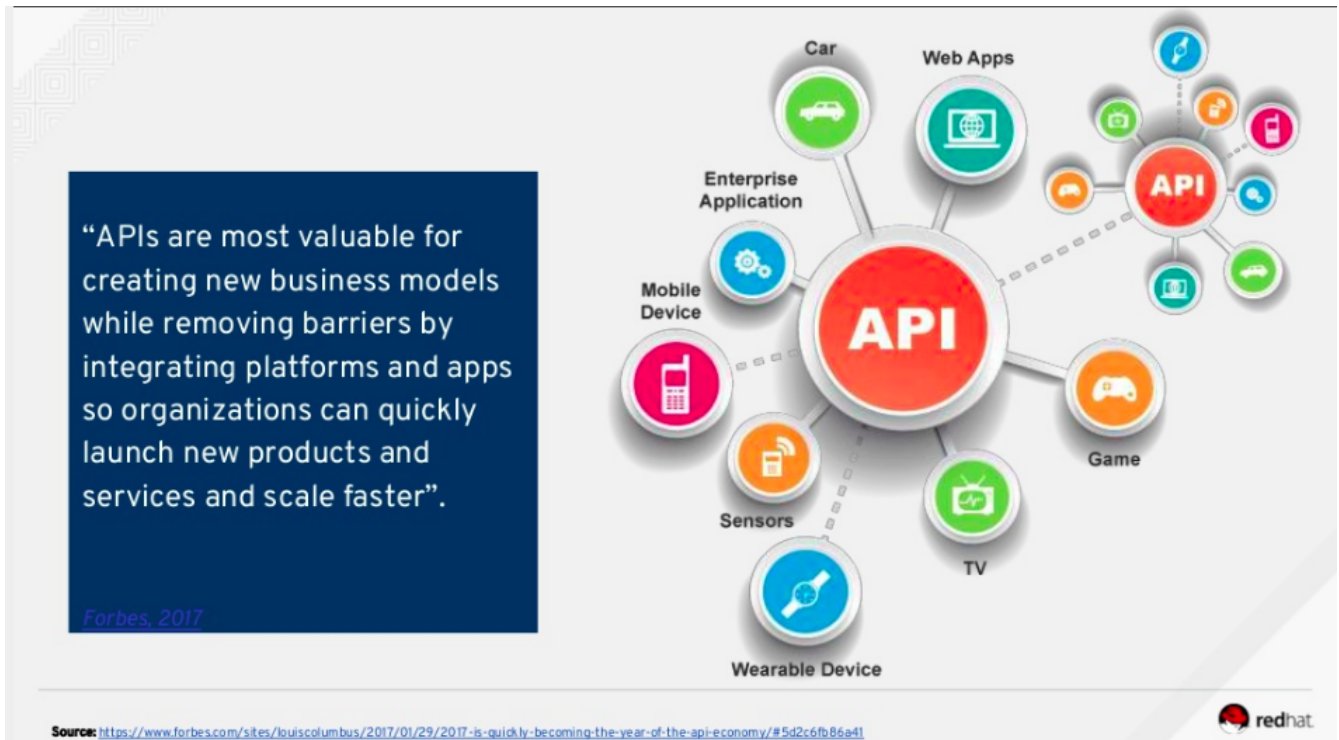 “APIs are most valuable for
creating new business models
while removing barriers by
integrating platforms and apps
so organizations can quickly
launch new products and
services and scale faster”.
Forbes, 2017
Car
Web Apps
Enterprise
Application
Mobile
Device
API
API
Sensors
Game
TV
Wearable Device
Source: https://www.forbes.com/sites/louiscolumbus/2017/01/29/2017-is-quickly-becoming-the-year-of-the-api-economy/#5d2c6fb86a41
redhat.